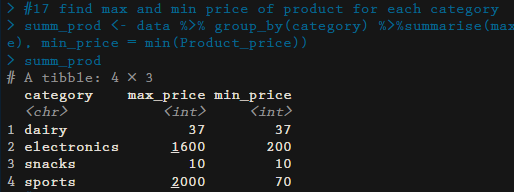 > #17 find max and min price of product for each category
> summ_prod <- data %>% group_by(category) %>%summarise(max
e), min_price = min(Product_price))
> summ_prod
# A tibble: 4 × 3
category max_price min_price
<chr> <int> <int>
1 dairy 37 37
2 electronics 1600 200
3 snacks 10 10
4 sports 2000 70